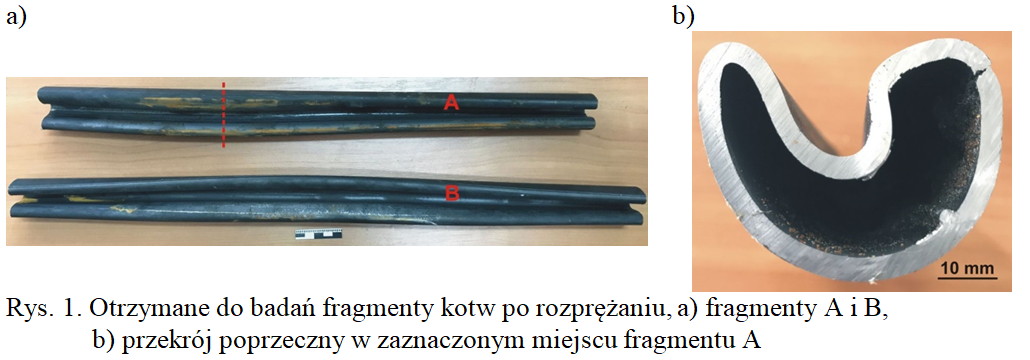 a)
b)
A
B
10 mm
Rys. 1. Otrzymane do badań fragmenty kotw po rozprężaniu, a) fragmenty A i B,
b) przekrój poprzeczny w zaznaczonym miejscu fragmentu A